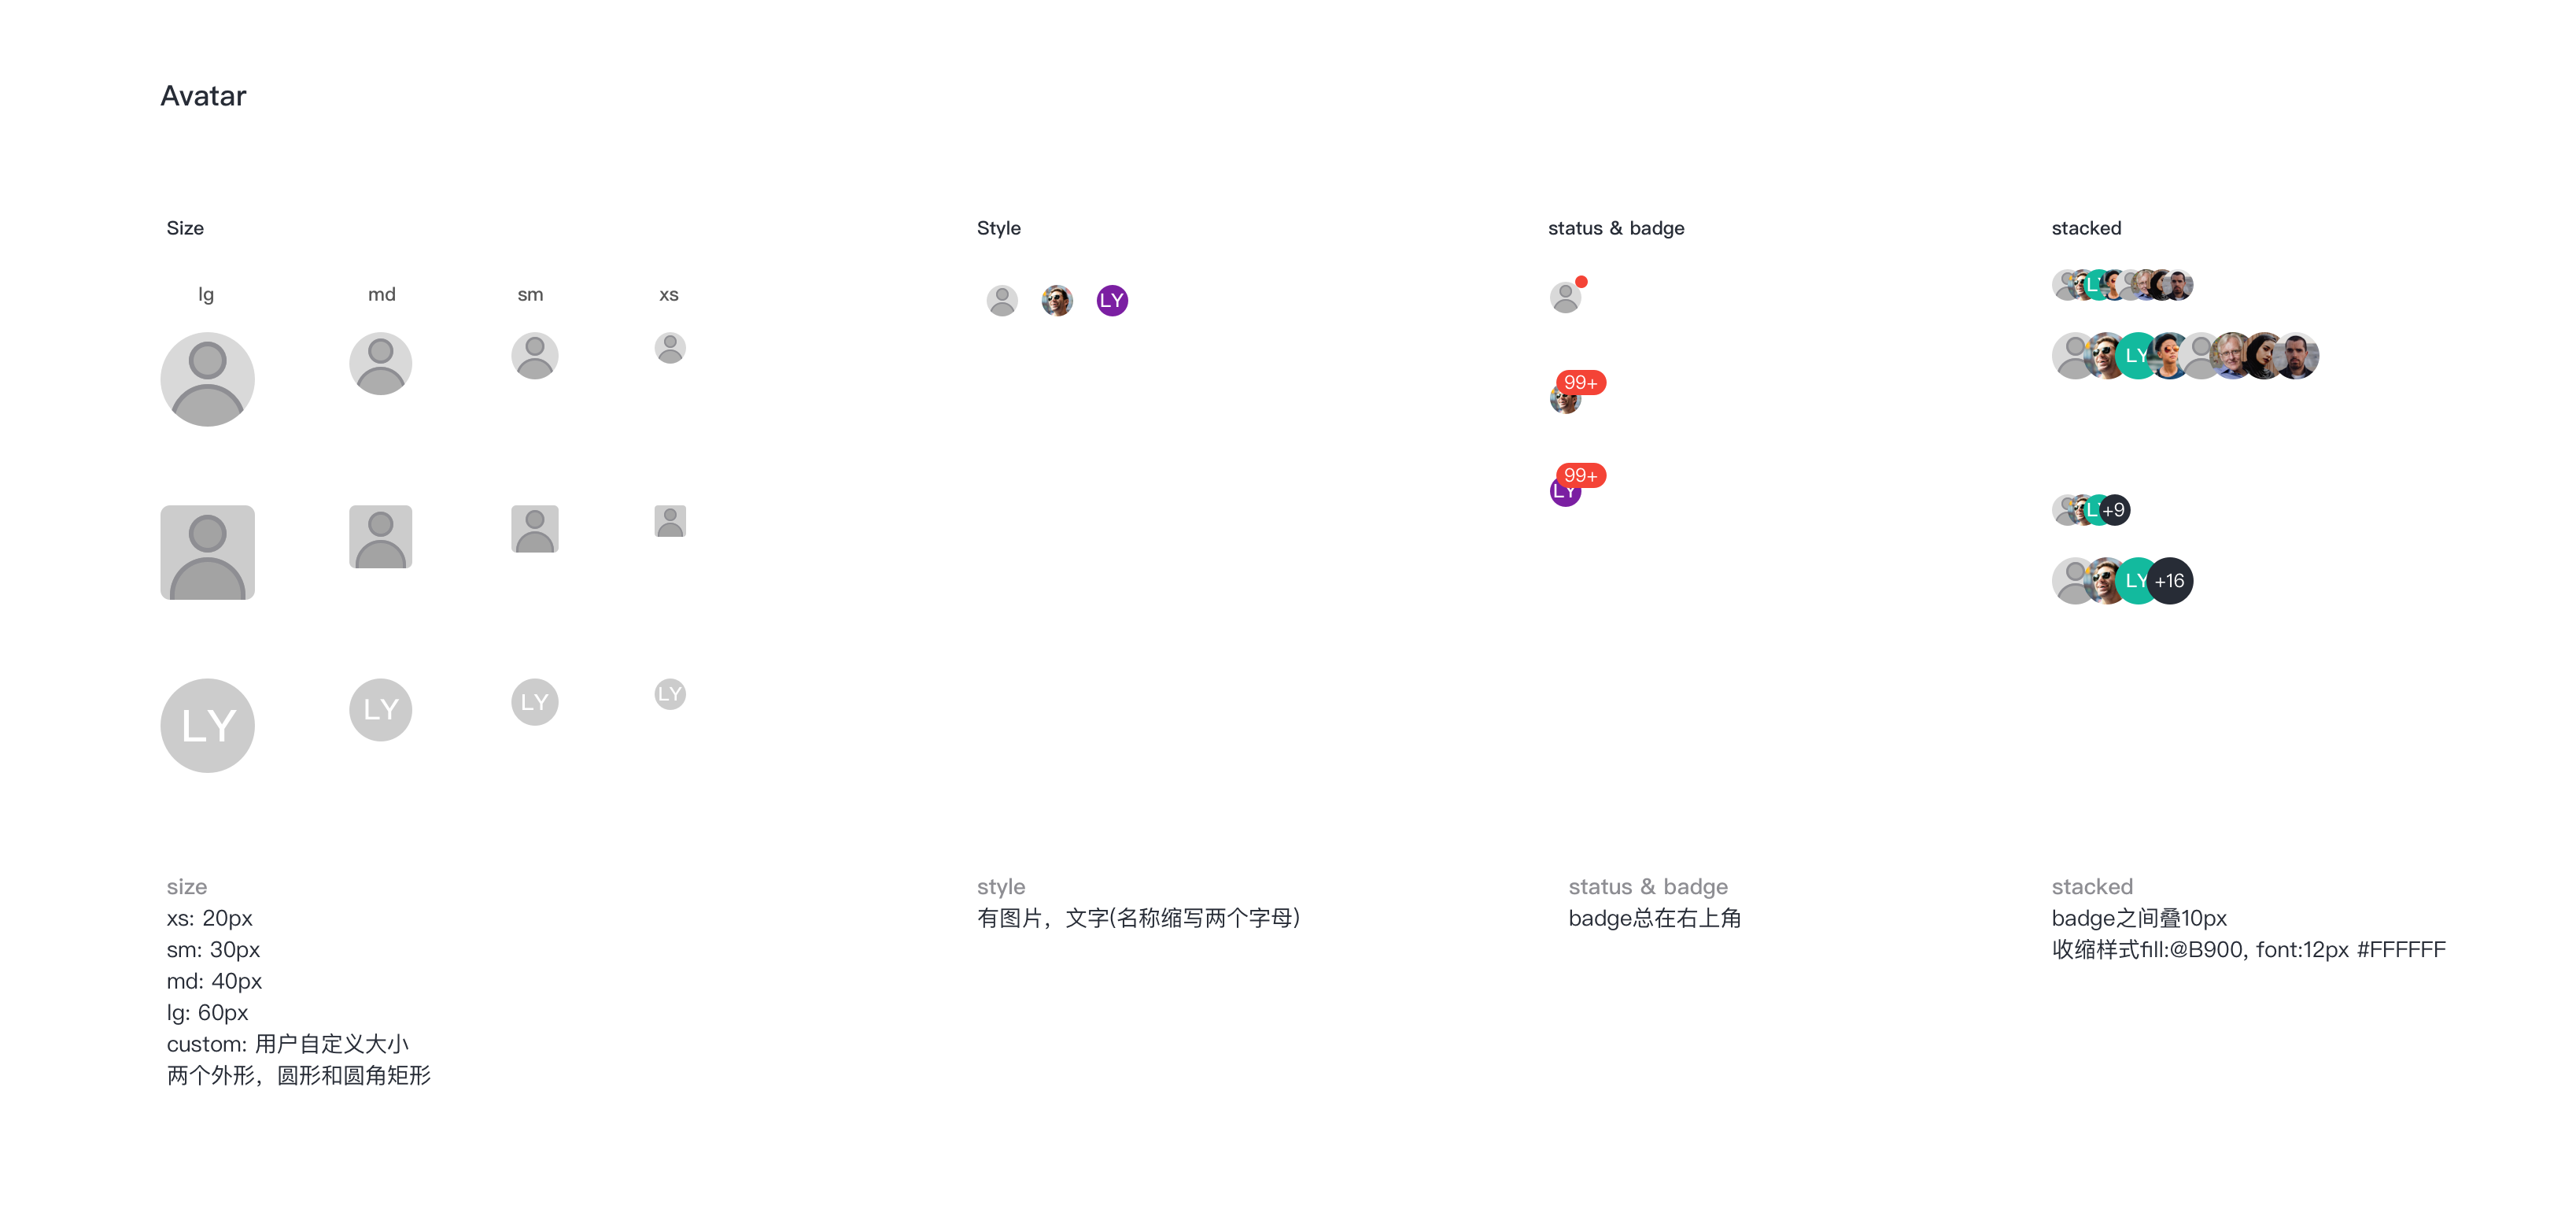 Avatar
Size
lg
md
sm
xs
LY
LY
LY
LY
size
xs: 20px
sm: 30px
md: 40px
lg: 60px
custom: 用户自定义大小
两个外形，圆形和圆角矩形
Style
LY
style
有图片，文字(名称缩写两个字母)
status & badge
99+
99+
LY
status & badge
badge总在右上角
stacked
L
LY
L
+9
LY
+16
stacked
badge之间叠10px
收缩样式fill:@B900, font:12px #FFFFFF